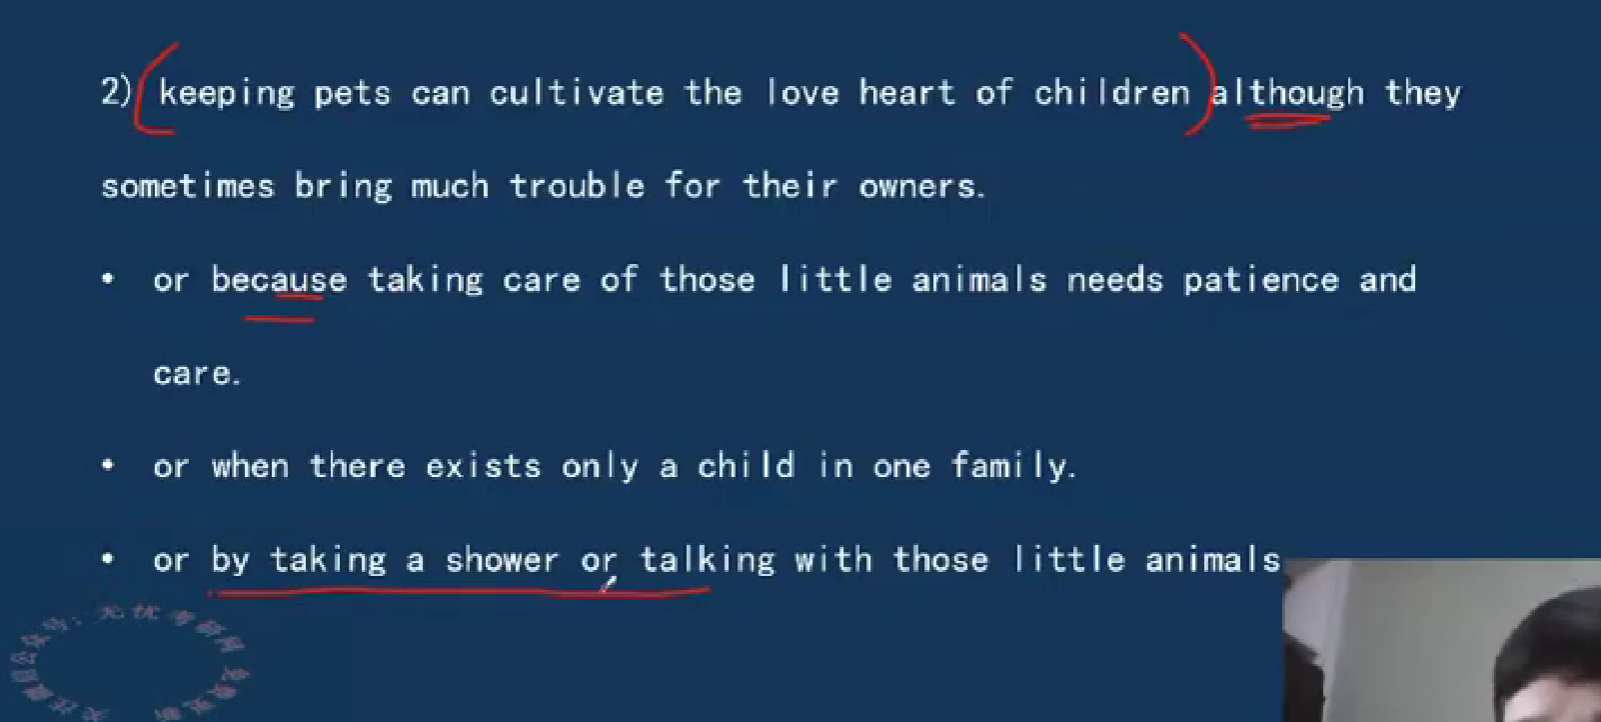 2) keeping pets can cultivate the love heart of children although they
sometimes bring much trouble for their owners.
• or because taking care of those little animals needs patience and
care.
• or when there exists only a child in one family.
• or by taking a shower or talking with those little animals